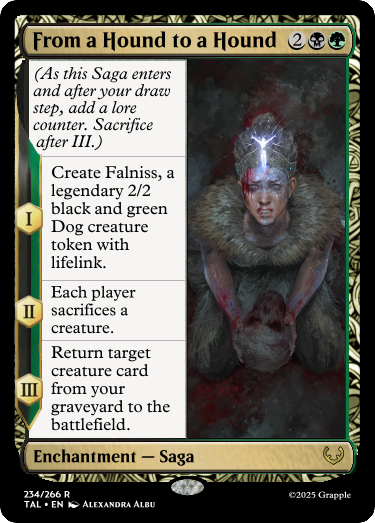 From a Hound to a Hound 2
(As this Saga enters
and after your draw
step, add a lore
counter. Sacrifice
after III.)
I
Create Falniss, a
legendary 2/2
black and green
Dog creature
token with
lifelink.
II
Each player
sacrifices a
creature.
III
Return target
creature card
from your
graveyard to the
battlefield.
Enchantment — Saga
234/266 R
TAL • EN Alexandra Albu
©2025 Grapple